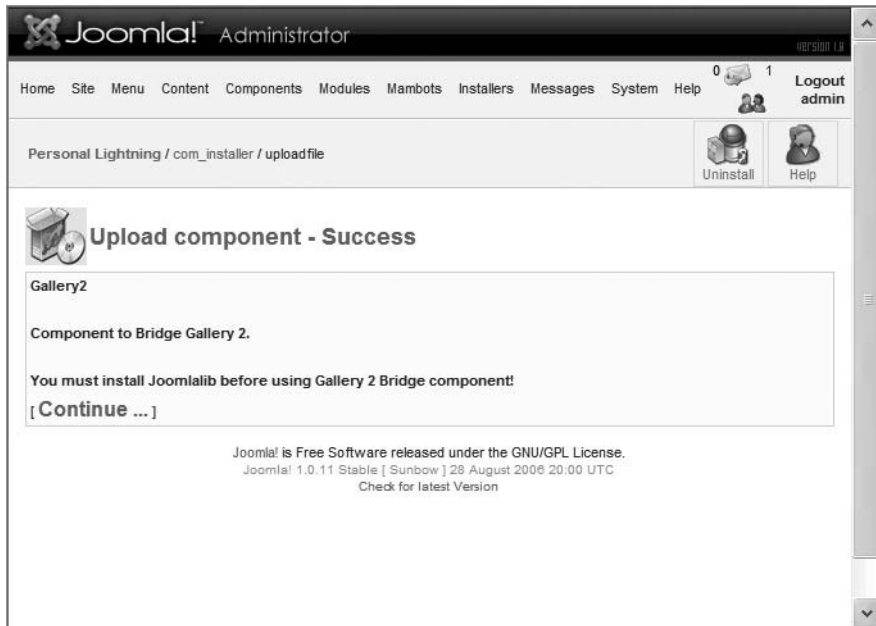 Joomla!™ Administrator
version 1.0
Home Site Menu Content Components Modules Mambots Installers Messages System Help 0 1 Logout
admin
Personal Lightning / com_installer / uploadfile
Uninstall Help
Upload component - Success
Gallery2
Component to Bridge Gallery 2.
You must install Joomlalib before using Gallery 2 Bridge component!
[ Continue ... ]
Joomla! is Free Software released under the GNU/GPL License.
Joomla! 1.0.11 Stable [ Sunbow ] 28 August 2006 20:00 UTC
Check for latest Version